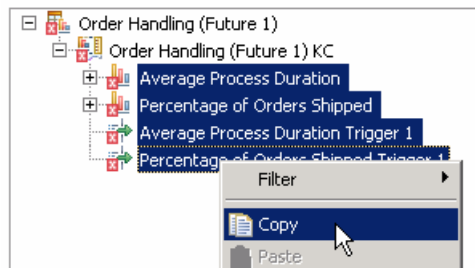 Order Handling (Future 1)
Order Handling (Future 1) KC
Average Process Duration
Percentage of Orders Shipped
Average Process Duration Trigger 1
Percentage of Orders Shipped Trigger 1
Filter
Copy
Paste